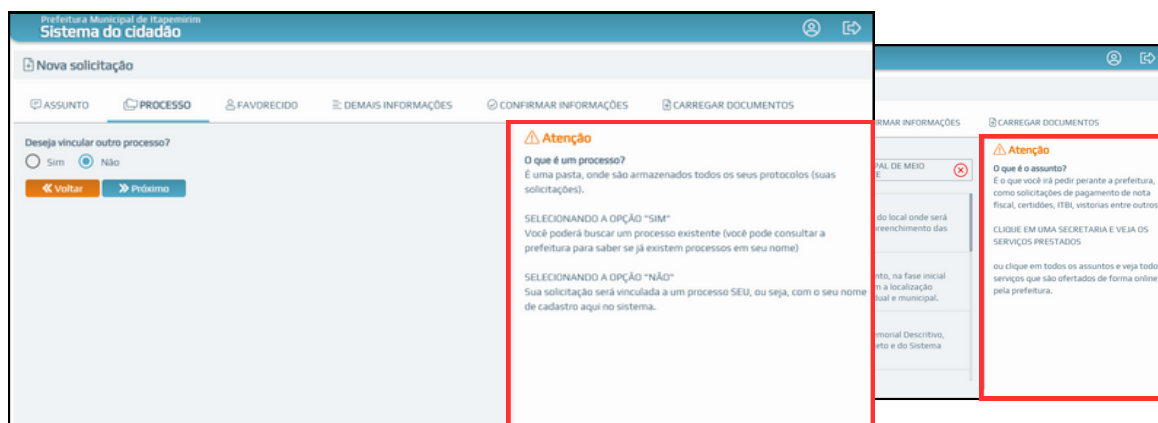 Prefeitura Municipal de Itapemirim
Sistema do cidadão
Nova solicitação
ASSUNTO
PROCESSO
FAVORECIDO
DEMAIS INFORMAÇÕES
CONFIRMAR INFORMAÇÕES
CARREGAR DOCUMENTOS
Deseja vincular outro processo?
Sim
Não
Voltar
Próximo
Atenção
O que é um processo?
É uma pasta, onde são armazenados todos os seus protocolos (suas
solicitações).
SELECIONANDO A OPÇÃO "SIM"
Você poderá buscar um processo existente (você pode consultar a
prefeitura para saber se já existem processos em seu nome)
SELECIONANDO A OPÇÃO "NÃO"
Sua solicitação será vinculada a um processo SEU, ou seja, com o seu nome
de cadastro aqui no sistema.
RMAR INFORMAÇÕES
CARREGAR DOCUMENTOS
PAL DE MEIO
E
do local onde será
reenchimento das
nto, na fase inicial
m a localização
dual e municipal.
emorial Descritivo,
eto e do Sistema
Atenção
O que é o assunto?
É o que você irá pedir perante a prefeitura,
como solicitações de pagamento de nota
fiscal, certidões, ITBI, vistorias entre outros
CLIQUE EM UMA SECRETARIA E VEJA OS
SERVIÇOS PRESTADOS
ou clique em todos os assuntos e veja todo
serviços que são ofertados de forma online
pela prefeitura.